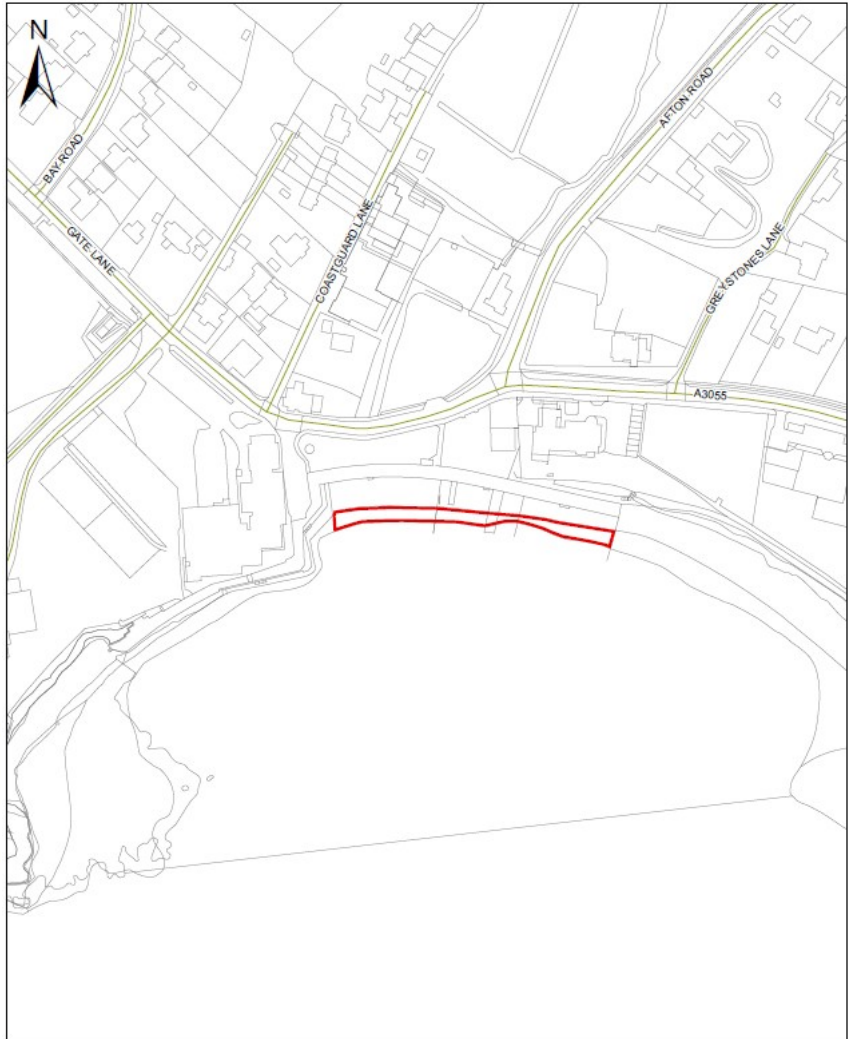 N
BAY ROAD
GATE LANE
COASTGUARD LANE
AFTON ROAD
GREYSTONES LANE
A3055